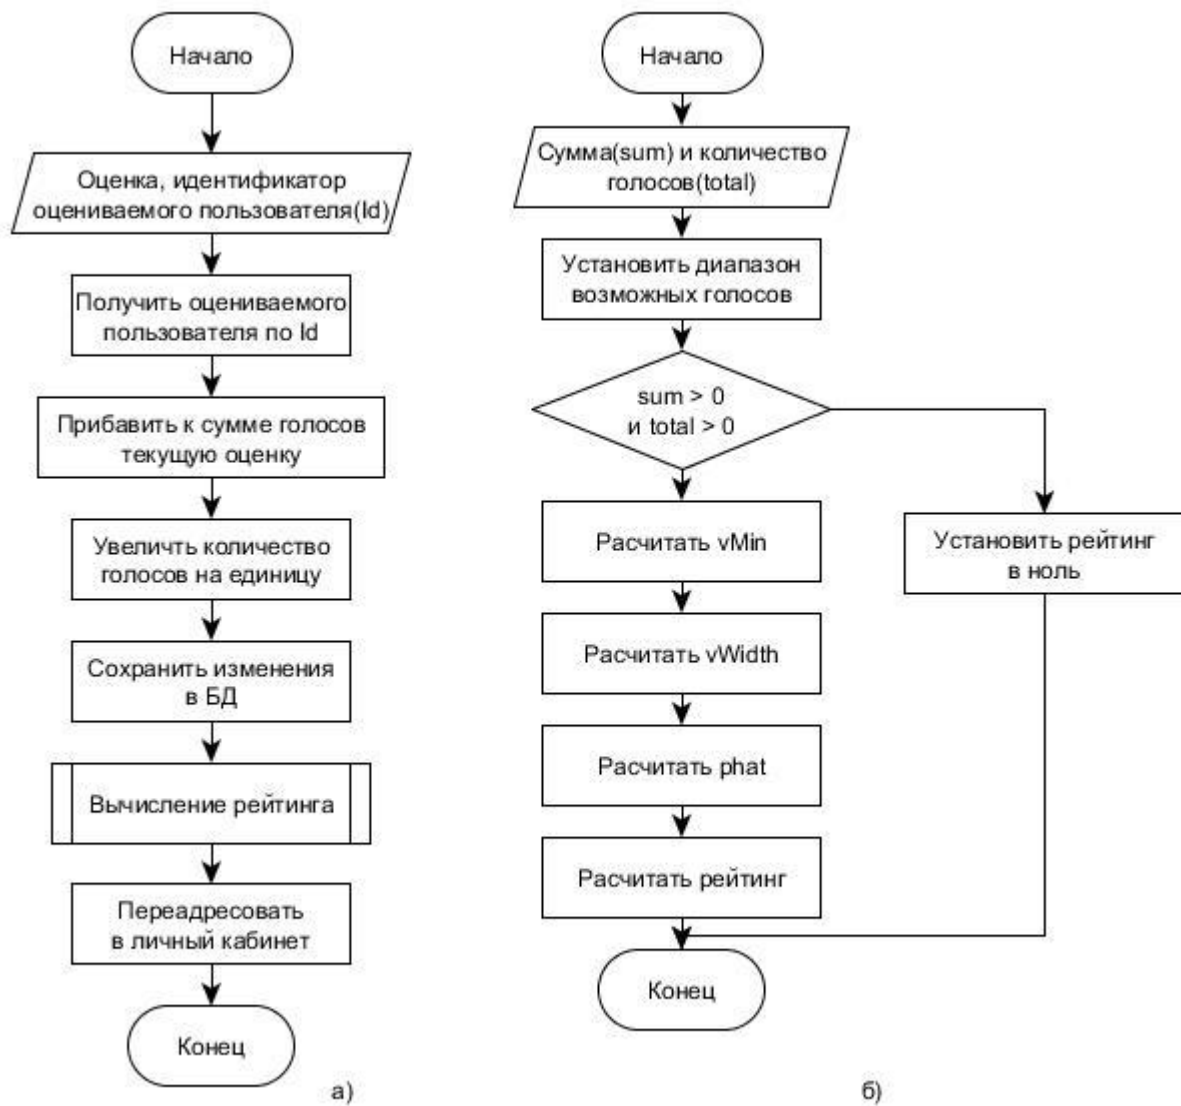 Начало
Оценка, идентификатор
оцениваемого пользователя(Id)
Получить оцениваемого
пользователя по Id
Прибавить к сумме голосов
текущую оценку
Увеличть количество
голосов на единицу
Сохранить изменения
в БД
Вычисление рейтинга
Переадресовать
в личный кабинет
Конец
а)
Начало
Сумма(sum) и количество
голосов(total)
Установить диапазон
возможных голосов
sum > 0
и total > 0
Расчитать vMin
Расчитать vWidth
Расчитать phat
Расчитать рейтинг
Установить рейтинг
в ноль
Конец
б)